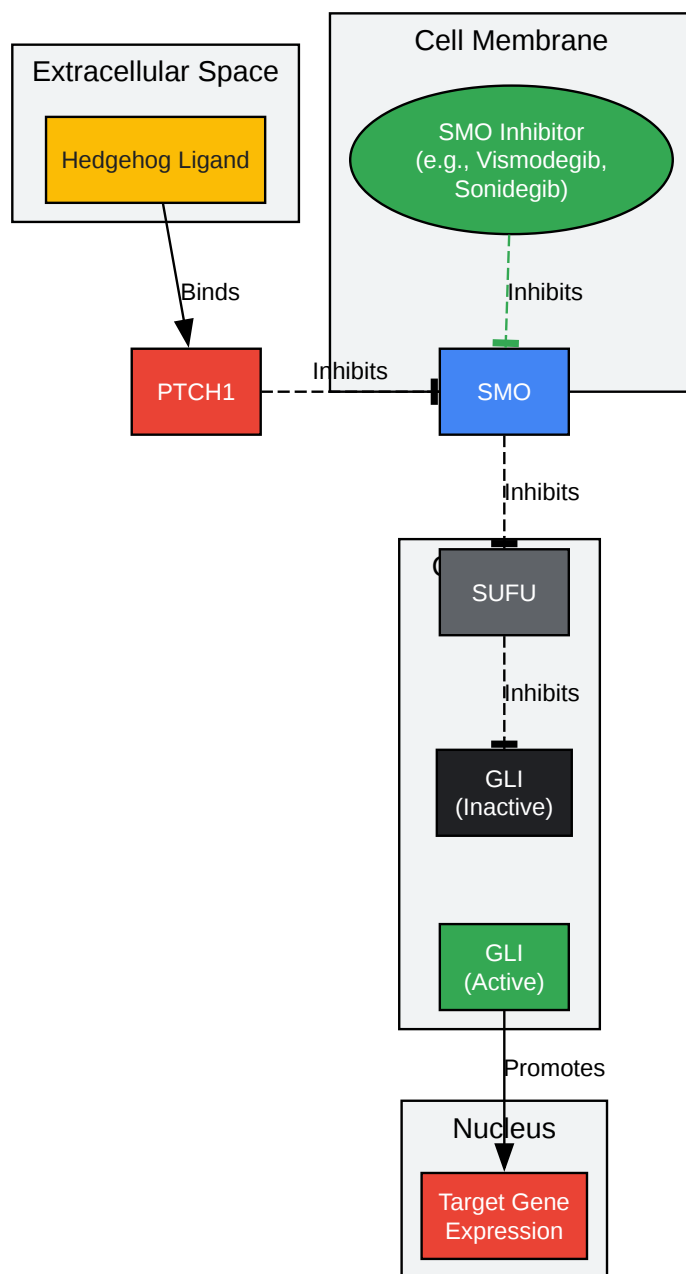 Cell Membrane
Extracellular Space
SMO Inhibitor
(e.g., Vismodegib,
Sonidegib)
Hedgehog Ligand
Binds
Inhibits
Inhibits
PTCH1
SMO
Inhibits
SUFU
Inhibits
GLI
(Inactive)
GLI
(Active)
Promotes
Nucleus
Target Gene
Expression